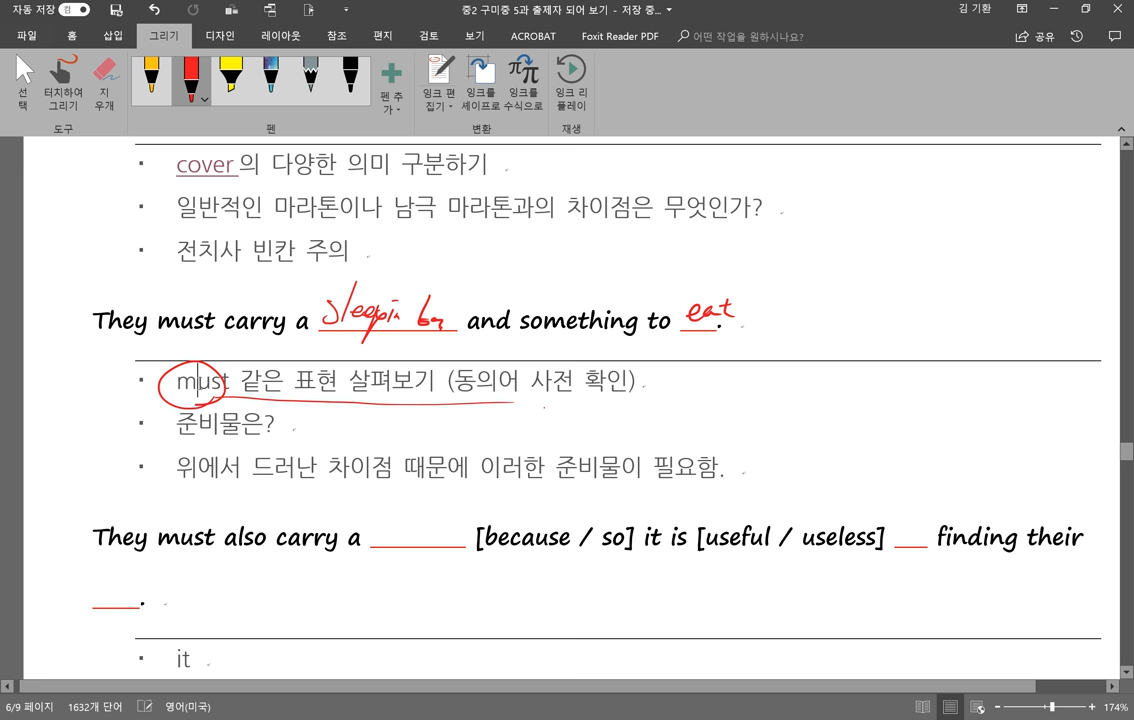 자동 저장 컴 중2 구미중 5과 출제자 되어 보기 - 저장 중... 김 기환
파일 홈 삽입 그리기 디자인 레이아웃 참조 편지 검토 보기 ACROBAT Foxit Reader PDF 어떤 작업을 원하시나요? 공유
선택 터치하여 그리기 지우개 펜 추가 잉크 편집기 잉크를 셰이프로 잉크를 수식으로 잉크 리플레이
도구 펜 변환 재생
cover의 다양한 의미 구분하기
일반적인 마라톤이나 남극 마라톤과의 차이점은 무엇인가?
전치사 빈칸 주의
They must carry a sleepin bag and something to eat.
must 같은 표현 살펴보기 (동의어 사전 확인)
준비물은?
위에서 드러난 차이점 때문에 이러한 준비물이 필요함.
They must also carry a ____ [because / so] it is [useful / useless] ____ finding their
____.
it
6/9 페이지 1632개 단어 영어(미국) 174%